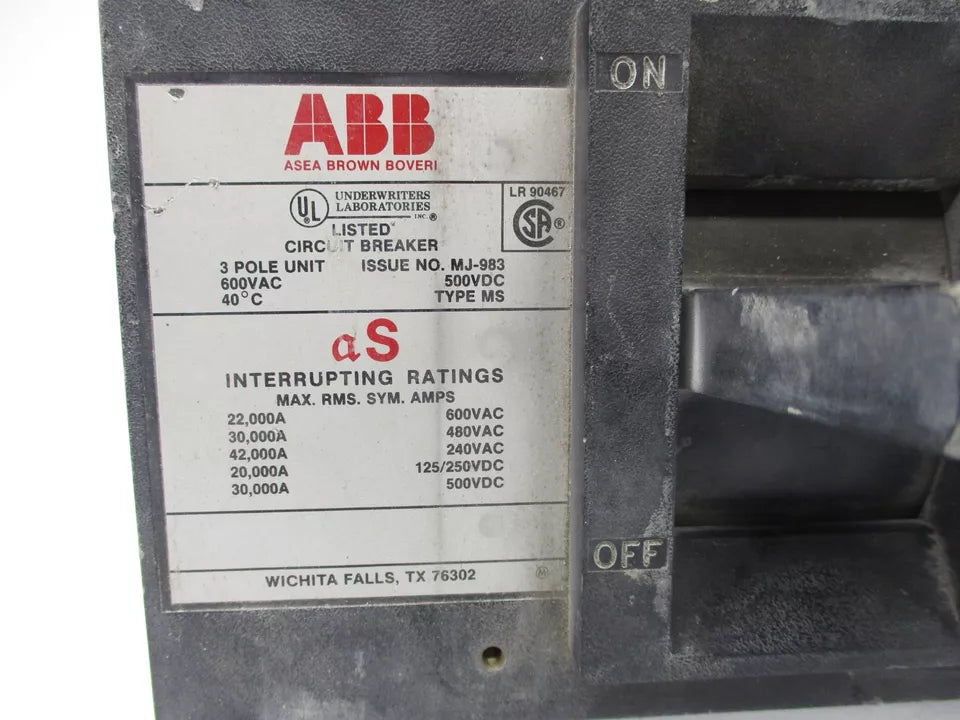 ABB
ASEA BROWN BOVERI
UL® UNDERWRITERS
LABORATORIES
INC.®
LR 90467
SA®
LISTED
CIRCUIT BREAKER
3 POLE UNIT ISSUE NO. MJ-983
600VAC 500VDC
40°C TYPE MS
aS
INTERRUPTING RATINGS
MAX. RMS. SYM. AMPS
22,000A 600VAC
30,000A 480VAC
42,000A 240VAC
20,000A 125/250VDC
30,000A 500VDC
WICHITA FALLS, TX 76302 M
ON
OFF